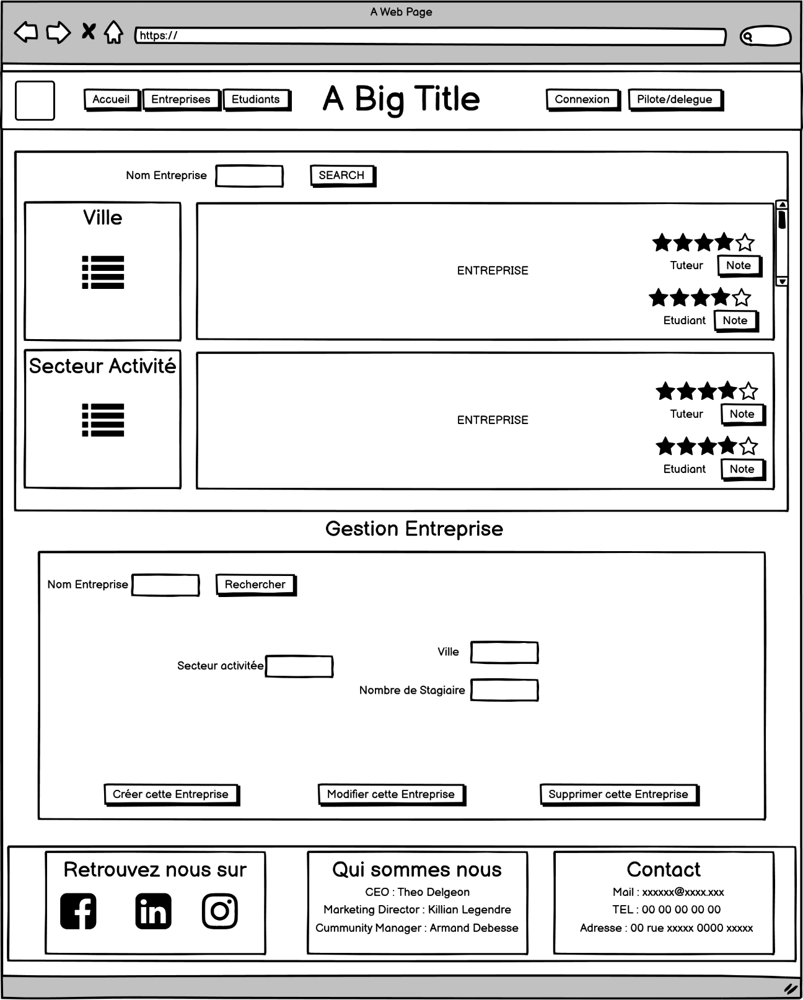 A Web Page
https://
Accueil
Entreprises
Etudiants
A Big Title
Connexion
Pilote/delegue
Nom Entreprise
SEARCH
Ville
ENTREPRISE
Tuteur
Note
Etudiant
Note
Secteur Activité
ENTREPRISE
Tuteur
Note
Etudiant
Note
Gestion Entreprise
Nom Entreprise
Rechercher
Secteur activitée
Ville
Nombre de Stagiaire
Créer cette Entreprise
Modifier cette Entreprise
Supprimer cette Entreprise
Retrouvez nous sur
in
Qui sommes nous
CEO : Theo Delgeon
Marketing Director : Killian Legendre
Cummunity Manager : Armand Debesse
Contact
Mail : xxxxxx@xxxx.xxx
TEL : 00 00 00 00 00
Adresse : 00 rue xxxxx 0000 xxxxx